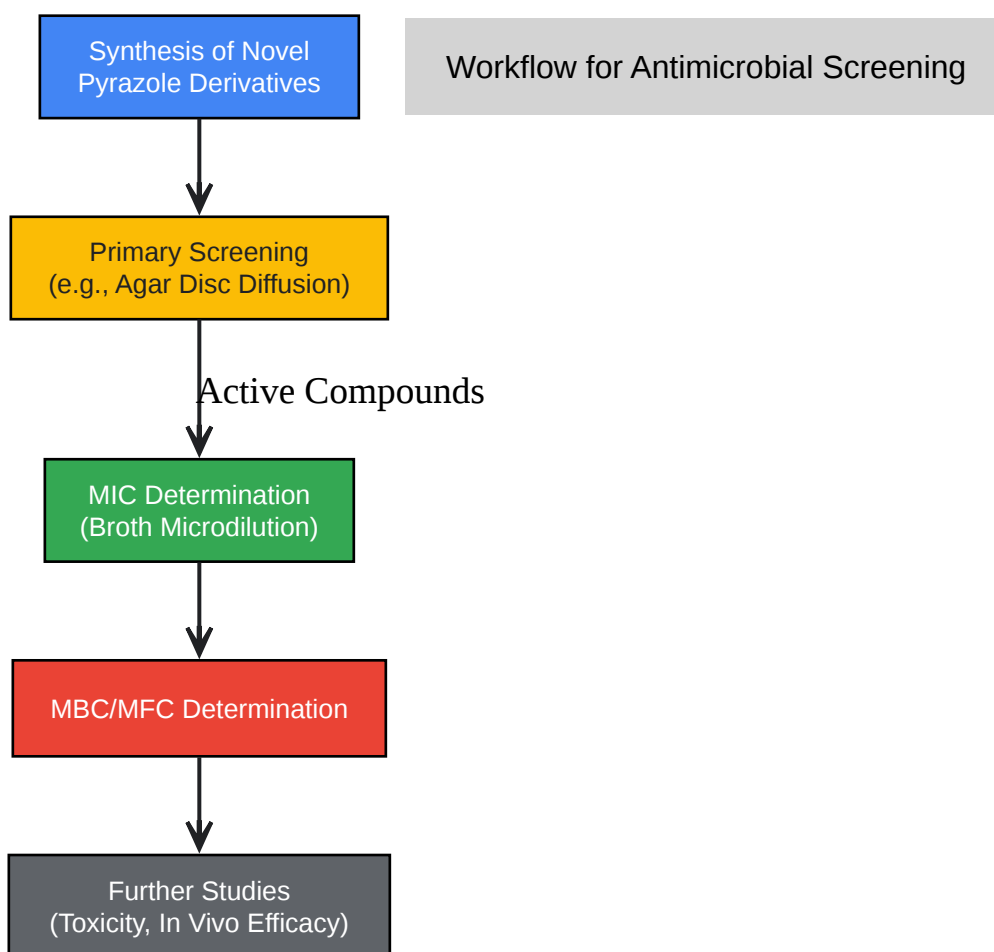 Synthesis of Novel
Pyrazole Derivatives
Workflow for Antimicrobial Screening
Primary Screening
(e.g., Agar Disc Diffusion)
Active Compounds
MIC Determination
(Broth Microdilution)
MBC/MFC Determination
Further Studies
(Toxicity, In Vivo Efficacy)